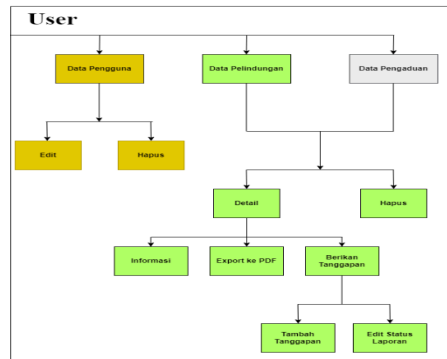 User
Data Pengguna
Data Pelindungan
Data Pengaduan
Edit
Hapus
Detail
Hapus
Informasi
Export ke PDF
Berikan
Tanggapan
Tambah
Tanggapan
Edit Status
Laporan